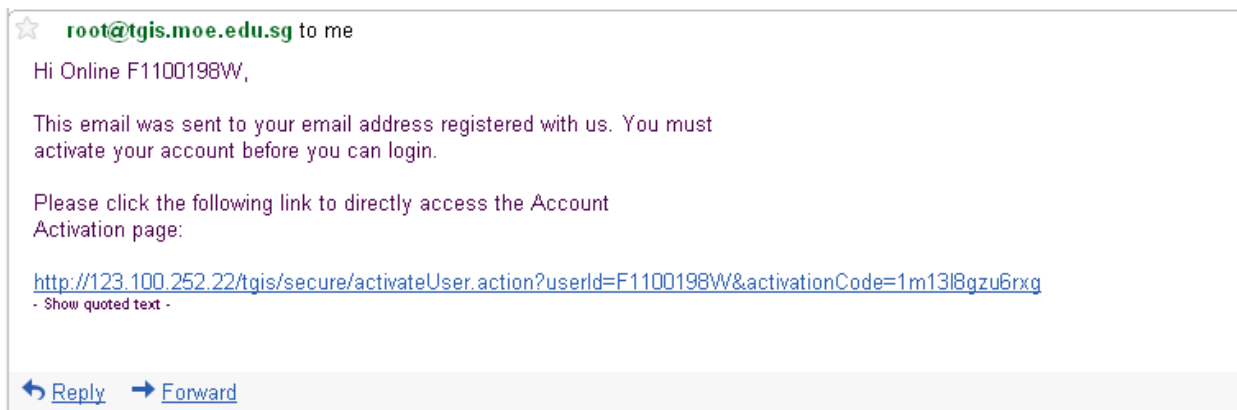 root@tgis.moe.edu.sg to me
Hi Online F1100198W,
This email was sent to your email address registered with us. You must
activate your account before you can login.
Please click the following link to directly access the Account
Activation page:
http://123.100.252.22/tgis/secure/activateUser.action?userId=F1100198W&activationCode=1m13l8gzu6rxg
- Show quoted text -
Reply Forward